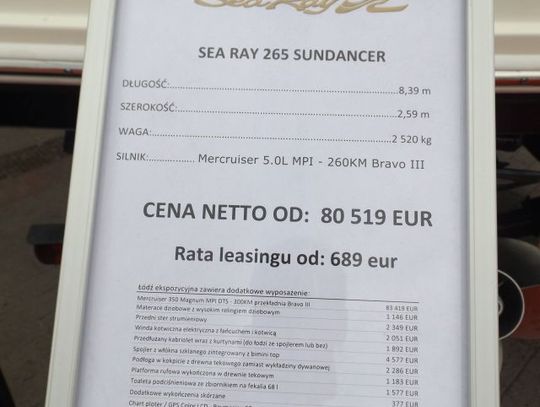 Sea Ray
SEA RAY 265 SUNDANCER
DŁUGOŚĆ:..............................................8,39 m
SZEROKOŚĆ:..........................................2,59 m
WAGA:..................................................2 520 kg
SILNIK:................ Mercruiser 5.0L MPI - 260KM Bravo III
CENA NETTO OD: 80 519 EUR
Rata leasingu od: 689 eur
Łódź ekspozycyjna zawiera dodatkowe wyposażenie:
Mercruiser 350 Magnum MPI DTS - 300KM przekładnia Bravo III 83 419 EUR
Materace dziobowe z wysokim relingiem dziobowym 1 146 EUR
Przedni ster strumieniowy 2 349 EUR
Winda kotwiczna elektryczna z łańcuchem i kotwicą 2 051 EUR
Przedłużany kabriolet wraz z kurtynami (do łodzi ze spojlerem lub bez) 1 892 EUR
Spojler z włókna szklanego zintegrowany z bimini top 4 577 EUR
Podłoga w kokpicie z drewna tekowego zamiast wykładziny dywanowej 2 286 EUR
Platforma rufowa wykończona w drewnie tekowym 1 183 EUR
Toaleta podciśnieniowa ze zbiornikem na fekalia 68 l 1 577 EUR
Dodatkowe wykończenia skórzane 377 EUR
Chart ploter / GPS